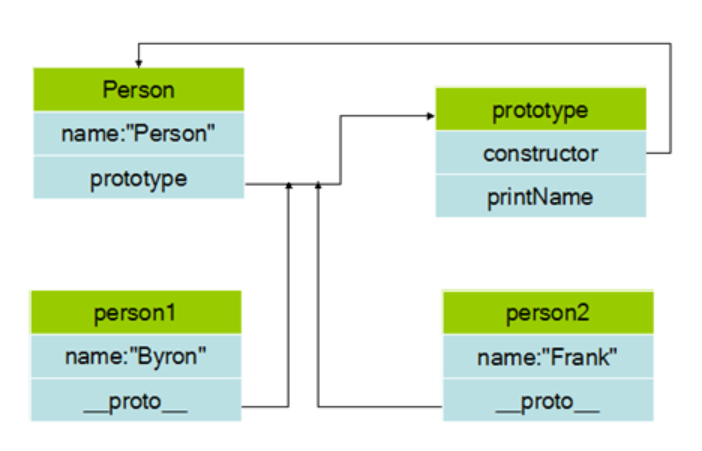 Person
name:"Person"
prototype
prototype
constructor
printName
person1
name:"Byron"
__proto__
person2
name:"Frank"
__proto__